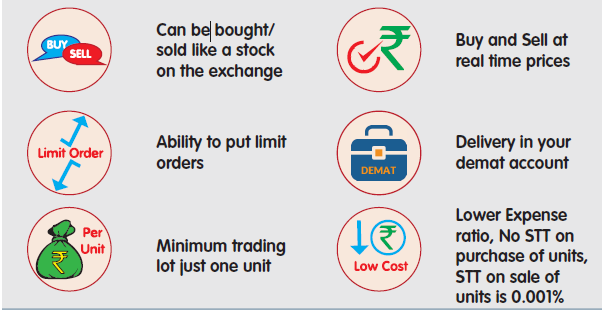 BUY
SELL
Can be bought/
sold like a stock
on the exchange
₹
Buy and Sell at
real time prices
Limit Order
Ability to put limit
orders
DEMAT
Delivery in your
demat account
Per
Unit
₹
Minimum trading
lot just one unit
₹
Low Cost
Lower Expense
ratio, No STT on
purchase of units,
STT on sale of
units is 0.001%